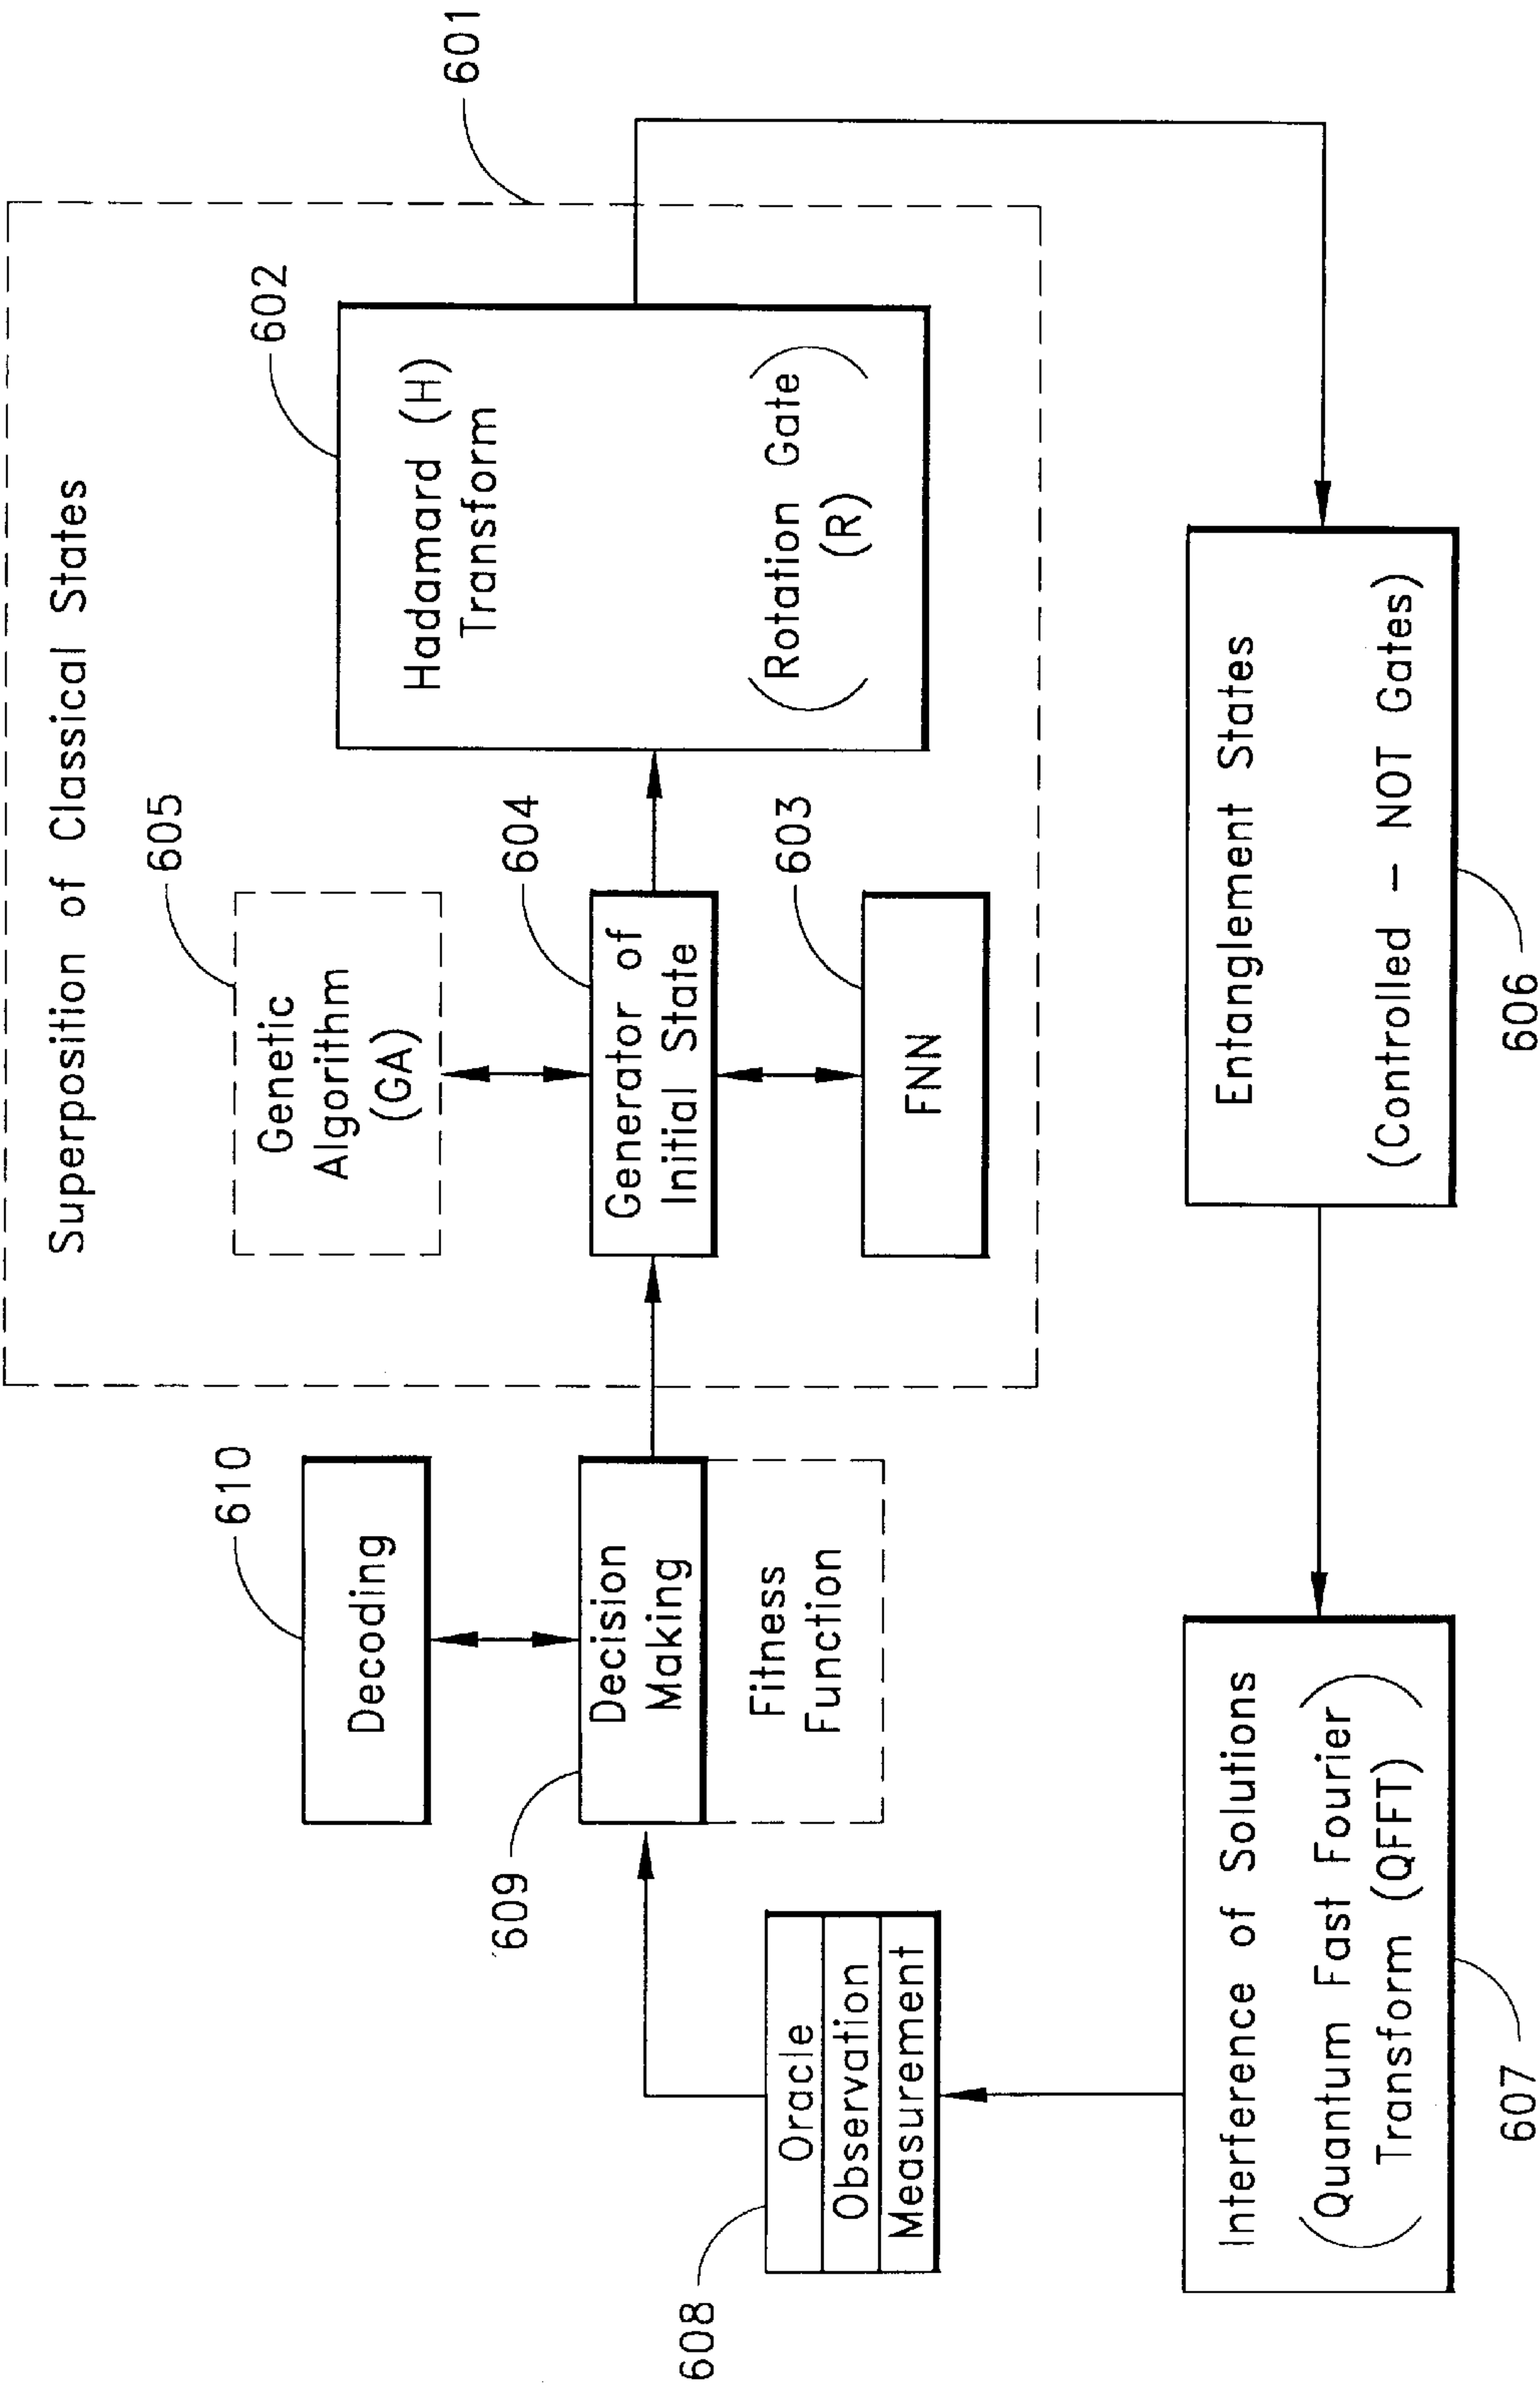 Superposition of Classical States
601
605
Genetic
Algorithm
(GA)
602
Hadamard (H)
Transform
(Rotation Gate)
(R)
604
Generator of
Initial State
603
FNN
610
Decoding
609
Decision
Making
Fitness
Function
608
Oracle
Observation
Measurement
Interference of Solutions
(Quantum Fast Fourier
Transform (QFFT))
607
Entanglement States
(Controlled - NOT Gates)
606